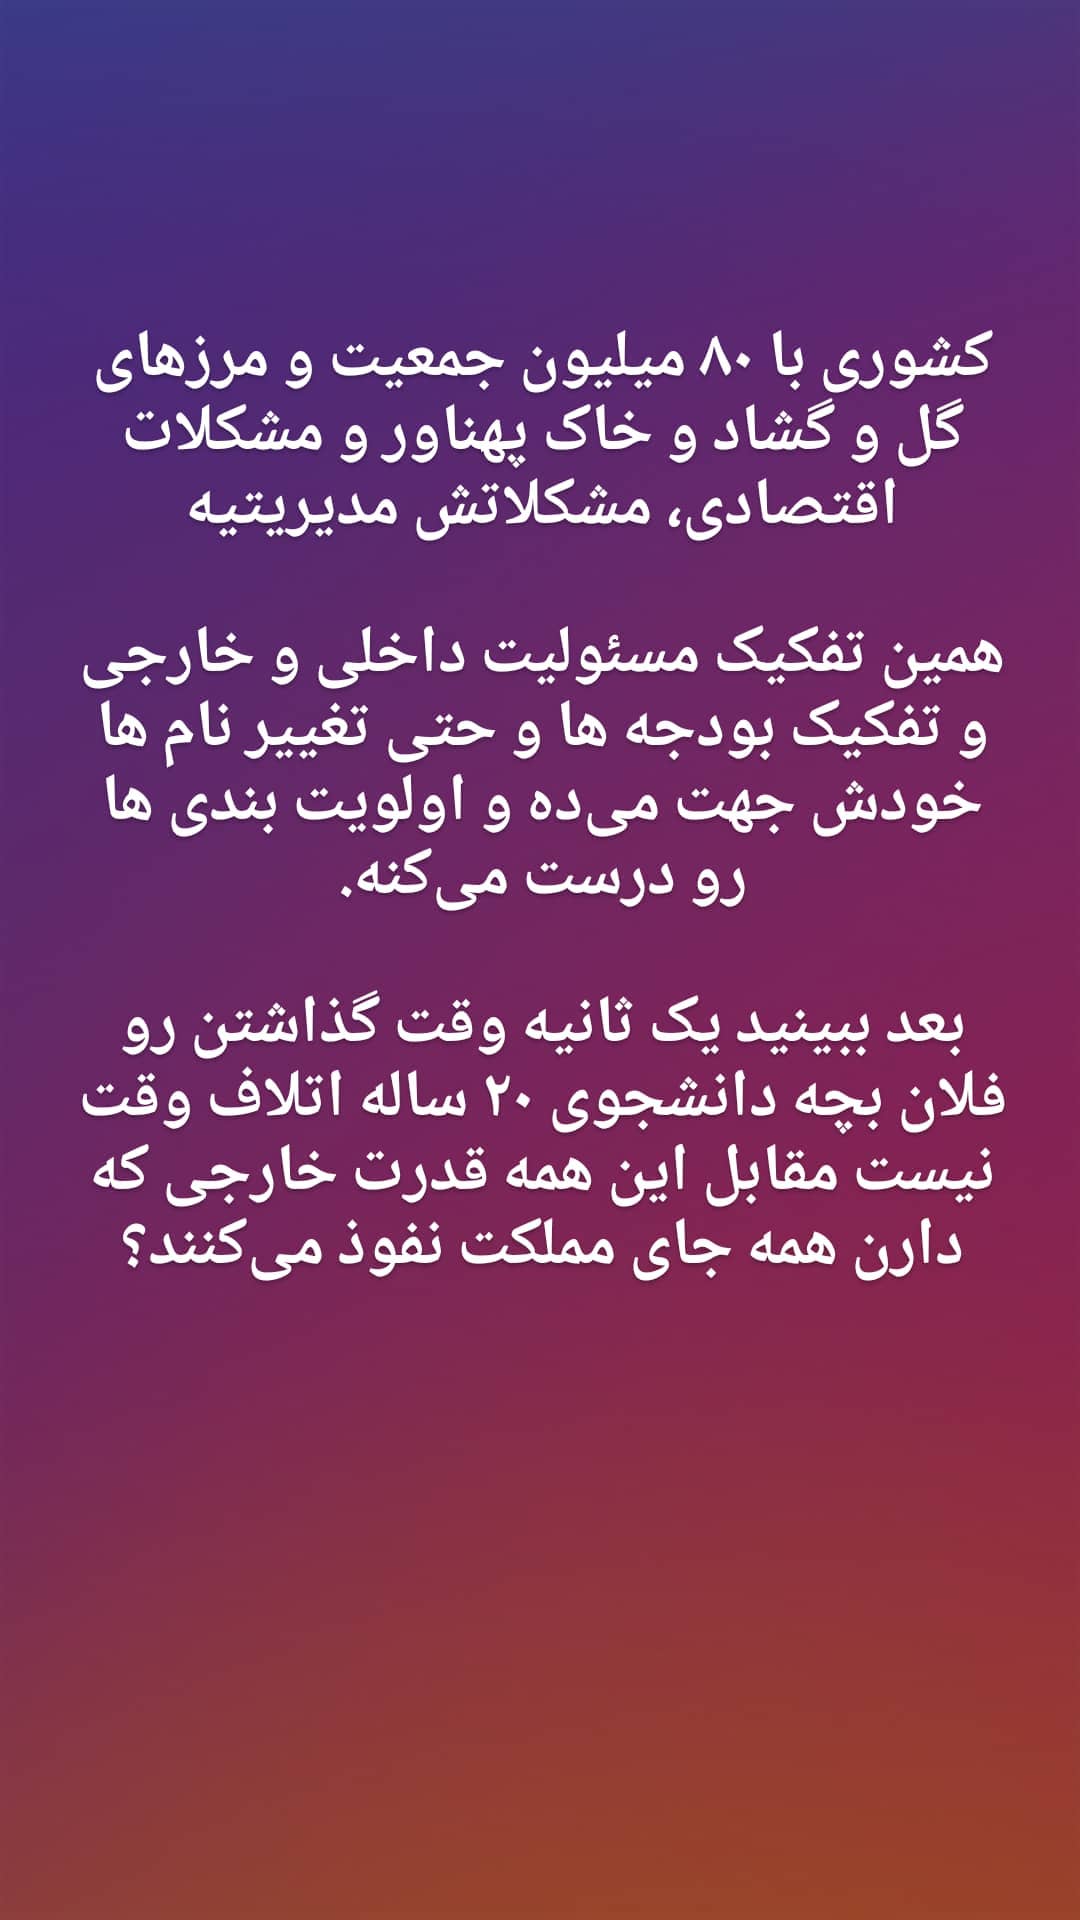 کشوری با ۸۰ میلیون جمعیت و مرزهای
گل و گشاد و خاک پهناور و مشکلات
اقتصادی، مشکلاتش مدیریتیه
همین تفکیک مسئولیت داخلی و خارجی
و تفکیک بودجه ها و حتی تغییر نام ها
خودش جهت می‌ده و اولویت بندی ها
رو درست می‌کنه.
بعد ببینید یک ثانیه وقت گذاشتن رو
فلان بچه دانشجوی ۲۰ ساله اتلاف وقت
نیست مقابل این همه قدرت خارجی که
دارن همه جای مملکت نفوذ می‌کنند؟